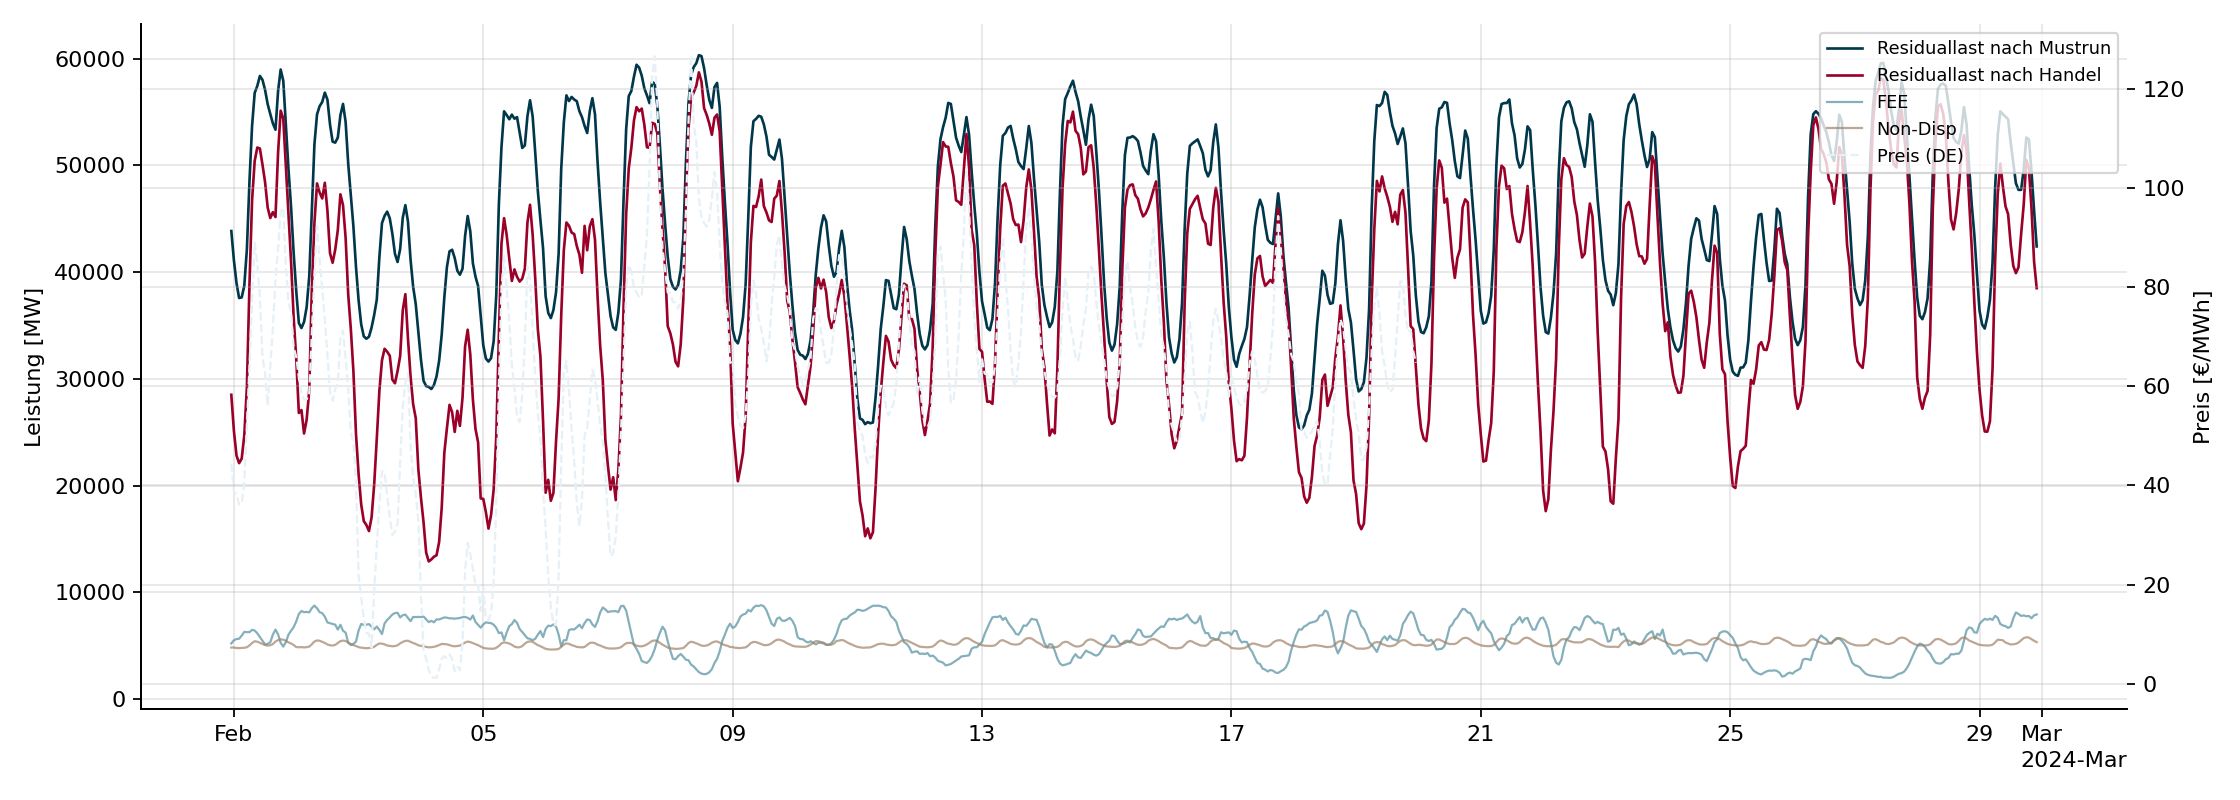 60000
50000
40000
30000
20000
10000
0
Leistung [MW]
120
100
80
60
40
20
0
Preis [€/MWh]
Residuallast nach Mustrun
Residuallast nach Handel
FEE
Non-Disp
Preis (DE)
Feb
05
09
13
17
21
25
29
Mar
2024-Mar